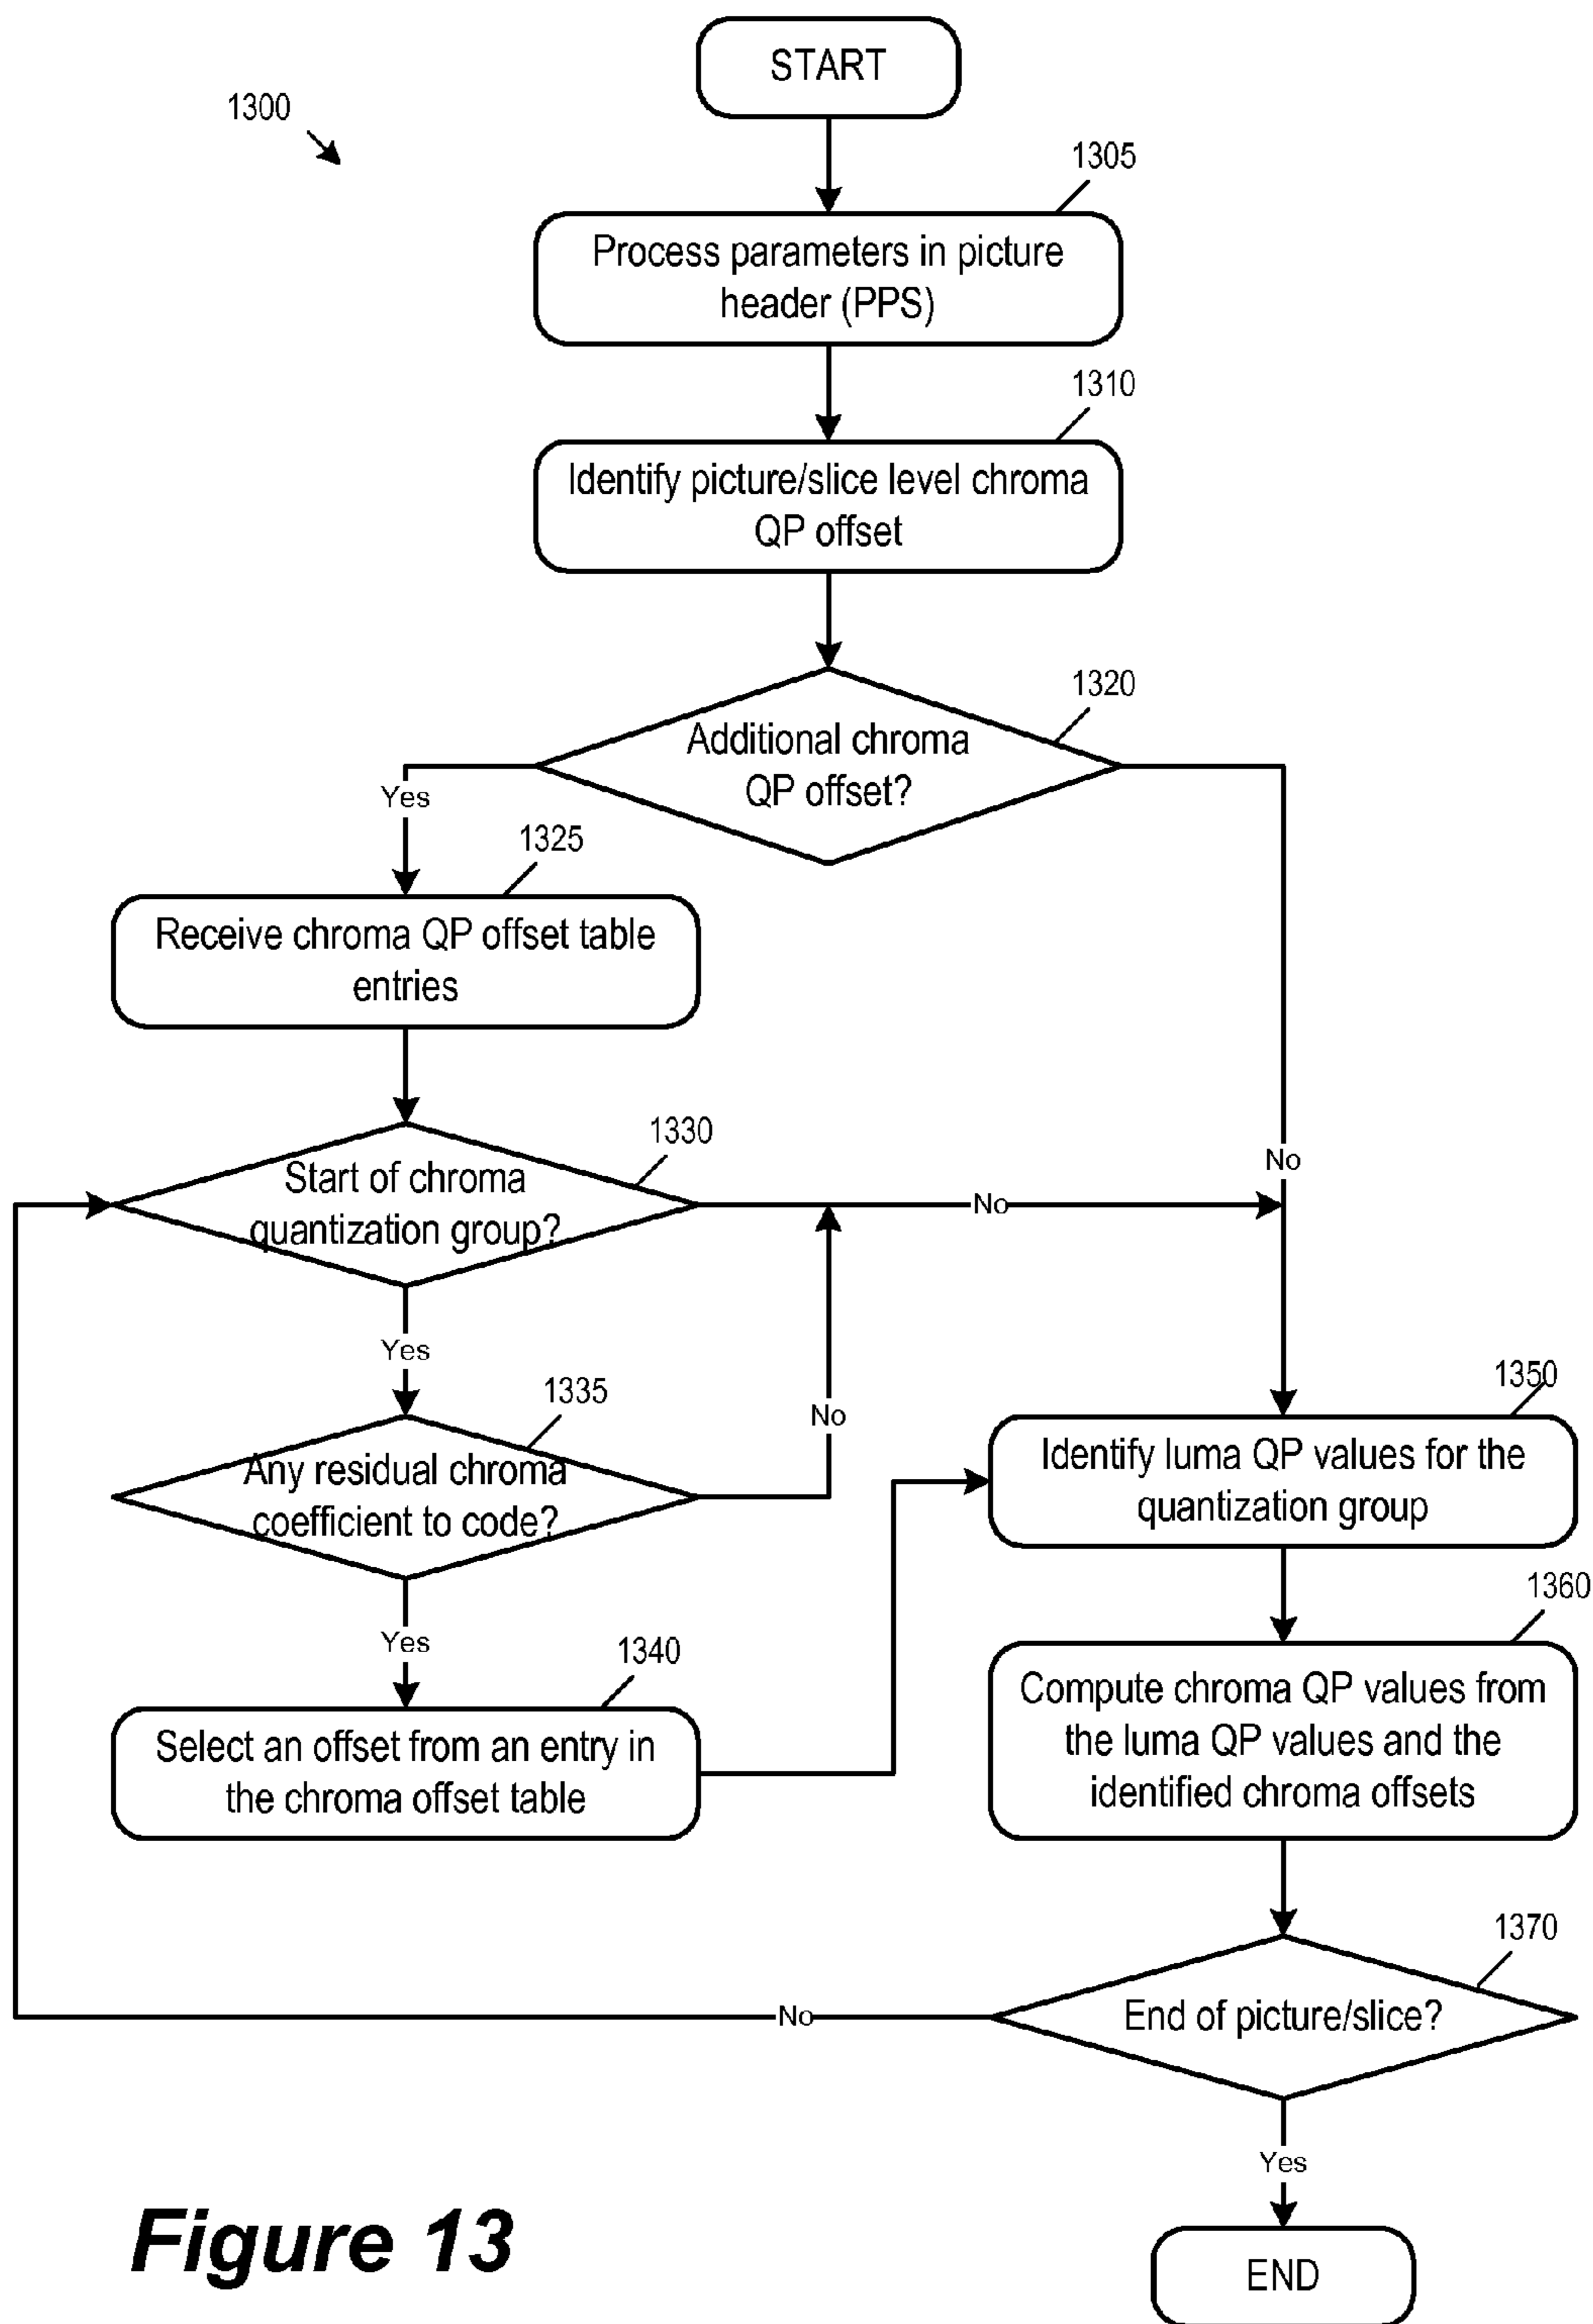 START
1300
1305
Process parameters in picture
header (PPS)
1310
Identify picture/slice level chroma
QP offset
1320
Additional chroma
QP offset?
Yes
1325
Receive chroma QP offset table
entries
1330
Start of chroma
quantization group?
No
No
Yes
1335
Any residual chroma
coefficient to code?
No
1350
Identify luma QP values for the
quantization group
Yes
1340
Select an offset from an entry in
the chroma offset table
1360
Compute chroma QP values from
the luma QP values and the
identified chroma offsets
1370
End of picture/slice?
No
Yes
END
Figure 13